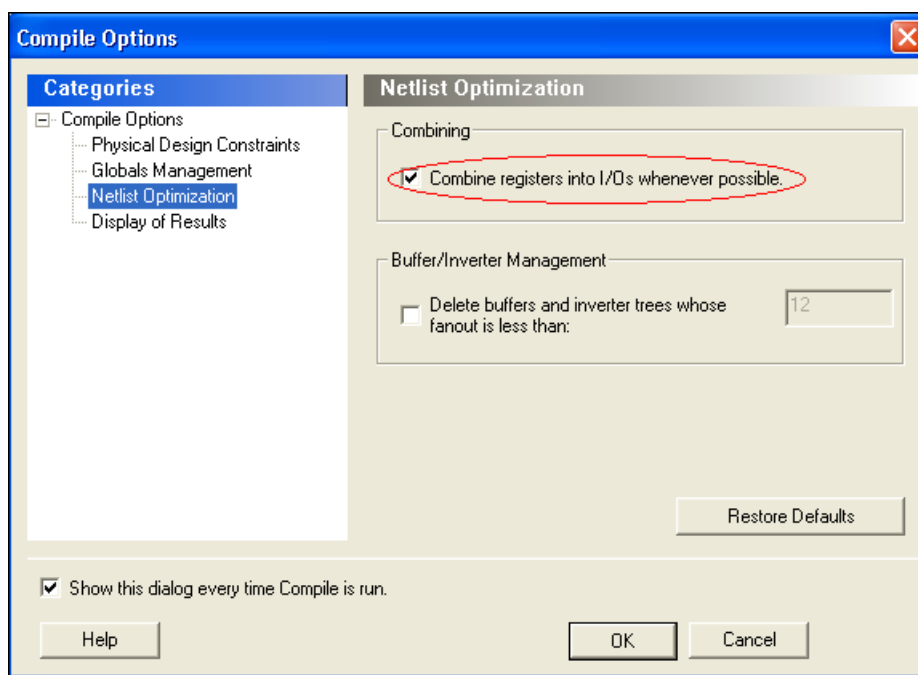 Compile Options
Categories
Compile Options
Physical Design Constraints
Globals Management
Netlist Optimization
Display of Results
Netlist Optimization
Combining
Combine registers into I/Os whenever possible.
Buffer/Inverter Management
Delete buffers and inverter trees whose
fanout is less than:
12
Restore Defaults
Show this dialog every time Compile is run.
Help
OK
Cancel